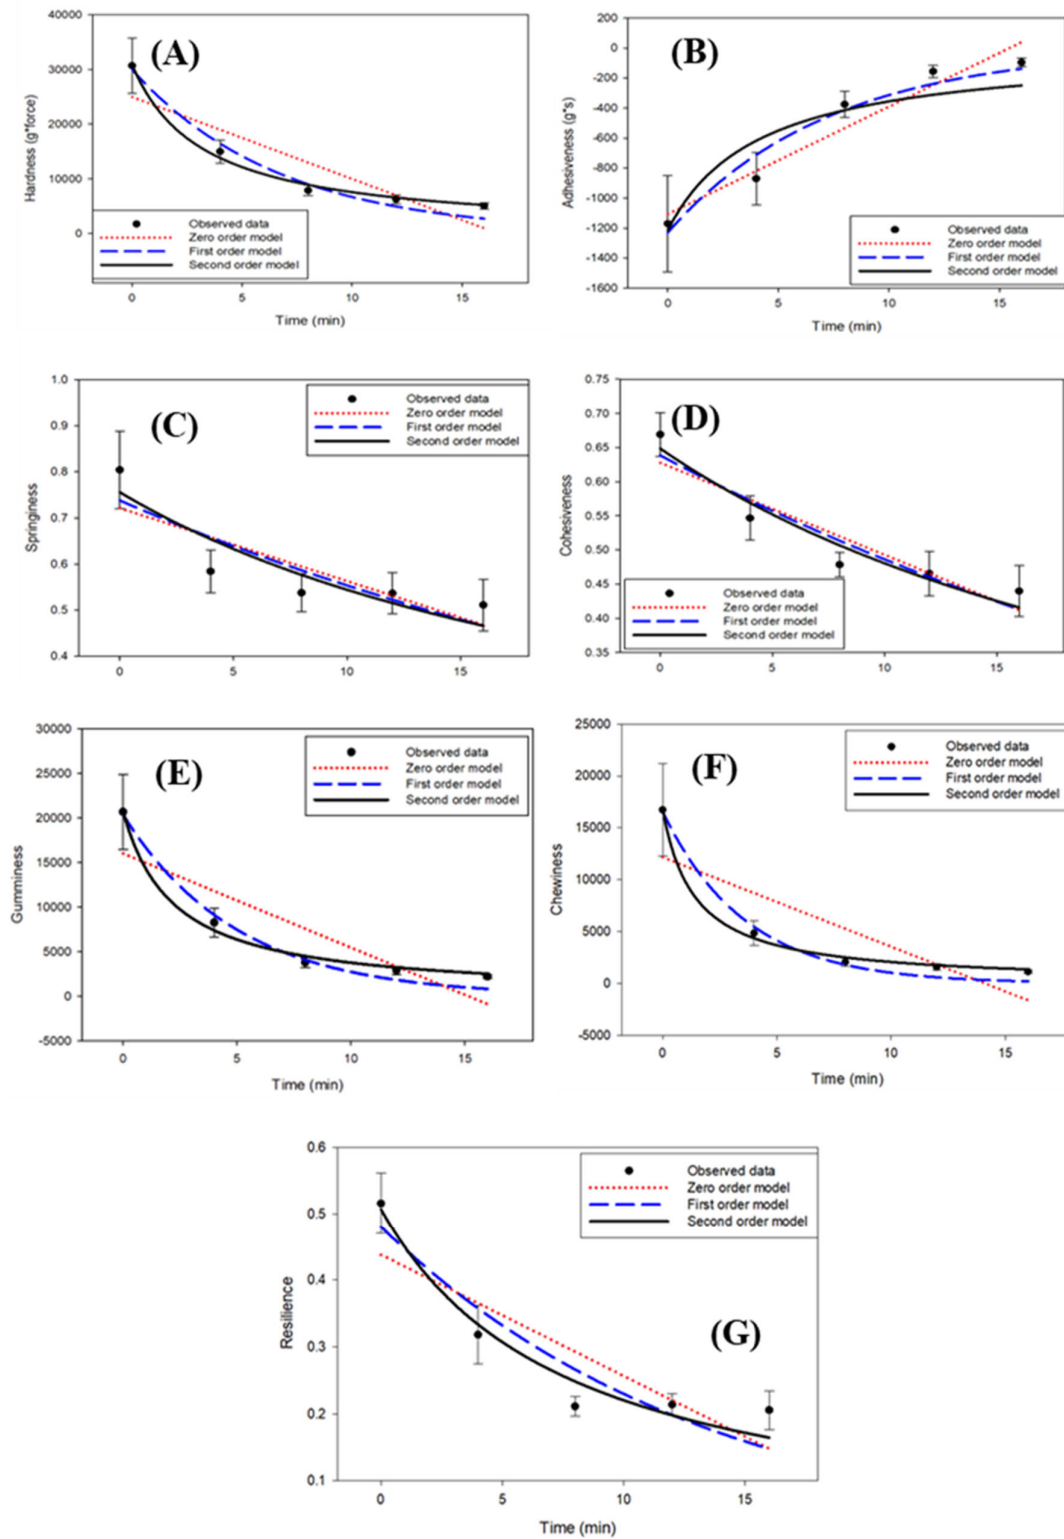 (A)
Hardness (g*force)
40000
30000
20000
10000
0
Observed data
Zero order model
First order model
Second order model
0 5 10 15
Time (min)
(B)
Adhesiveness (g*s)
200
0
-200
-400
-600
-800
-1000
-1200
-1400
-1600
Observed data
Zero order model
First order model
Second order model
0 5 10 15
Time (min)
(C)
Springiness
1.0
0.9
0.8
0.7
0.6
0.5
0.4
Observed data
Zero order model
First order model
Second order model
0 5 10 15
Time (min)
(D)
Cohesiveness
0.75
0.70
0.65
0.60
0.55
0.50
0.45
0.40
0.35
Observed data
Zero order model
First order model
Second order model
0 5 10 15
Time (min)
(E)
Gumminess
30000
25000
20000
15000
10000
5000
0
-5000
Observed data
Zero order model
First order model
Second order model
0 5 10 15
Time (min)
(F)
Chewiness
25000
20000
15000
10000
5000
0
-5000
Observed data
Zero order model
First order model
Second order model
0 5 10 15
Time (min)
(G)
Resilience
0.6
0.5
0.4
0.3
0.2
0.1
Observed data
Zero order model
First order model
Second order model
0 5 10 15
Time (min)